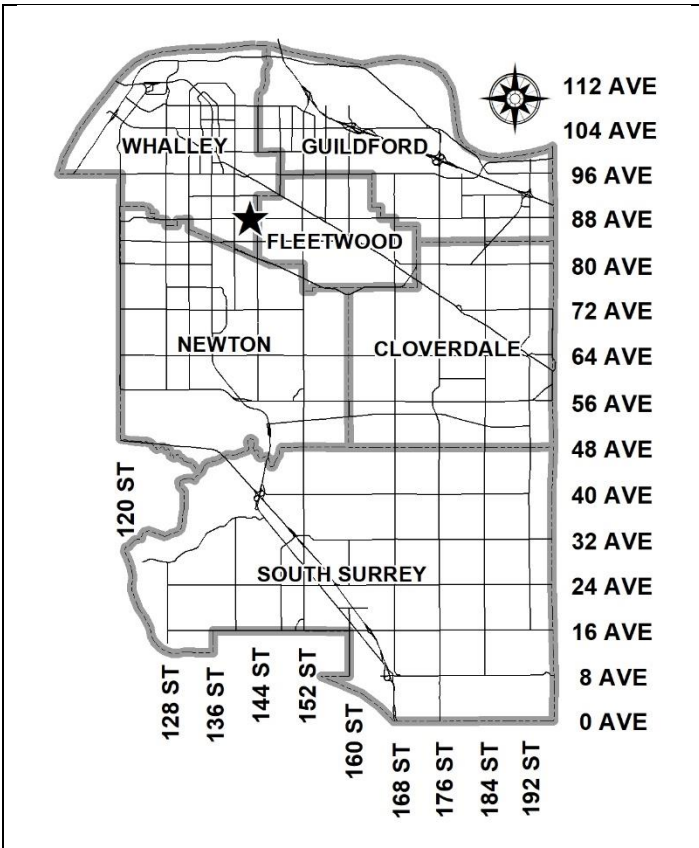 112 AVE
104 AVE
WHALLEY
GUILDFORD
96 AVE
88 AVE
FLEETWOOD
80 AVE
72 AVE
NEWTON
CLOVERDALE
64 AVE
56 AVE
48 AVE
120 ST
40 AVE
32 AVE
SOUTH SURREY
24 AVE
16 AVE
128 ST
136 ST
144 ST
152 ST
160 ST
8 AVE
0 AVE
168 ST
176 ST
184 ST
192 ST